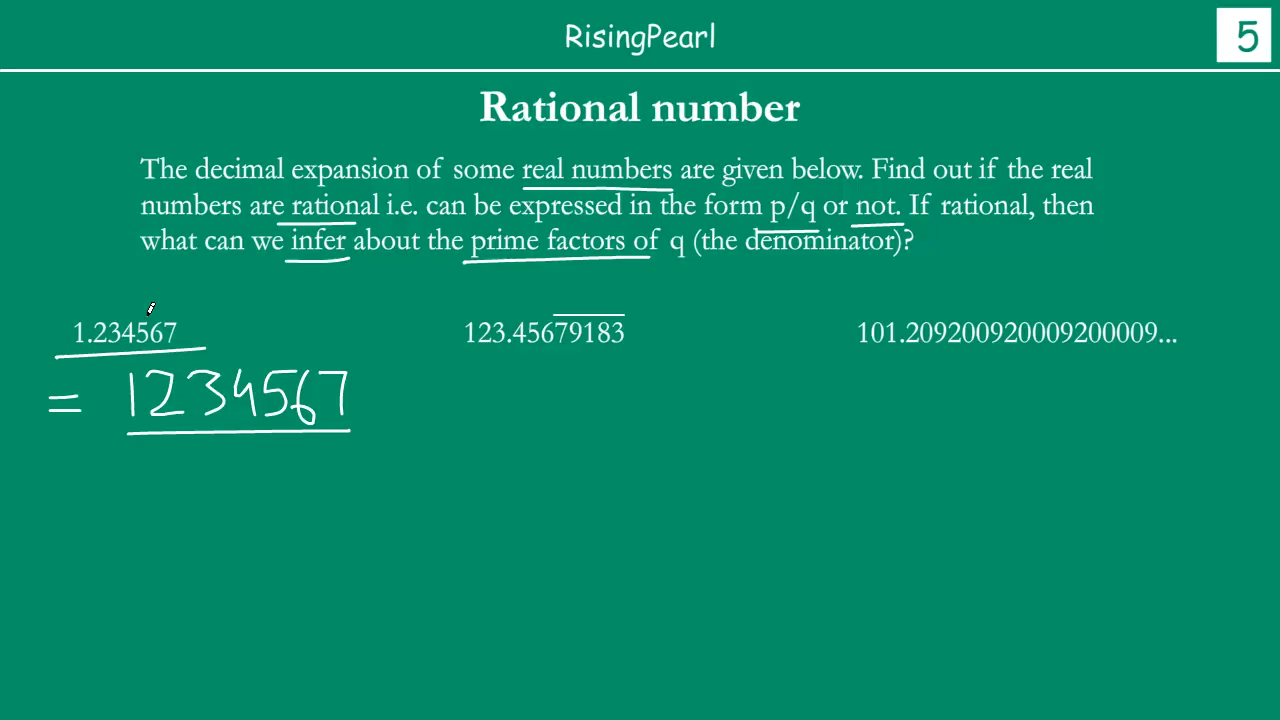 RisingPearl
5
Rational number
The decimal expansion of some real numbers are given below. Find out if the real
numbers are rational i.e. can be expressed in the form p/q or not. If rational, then
what can we infer about the prime factors of q (the denominator)?
1.234567
123.45679183
101.209200920009200009...
= 1234567